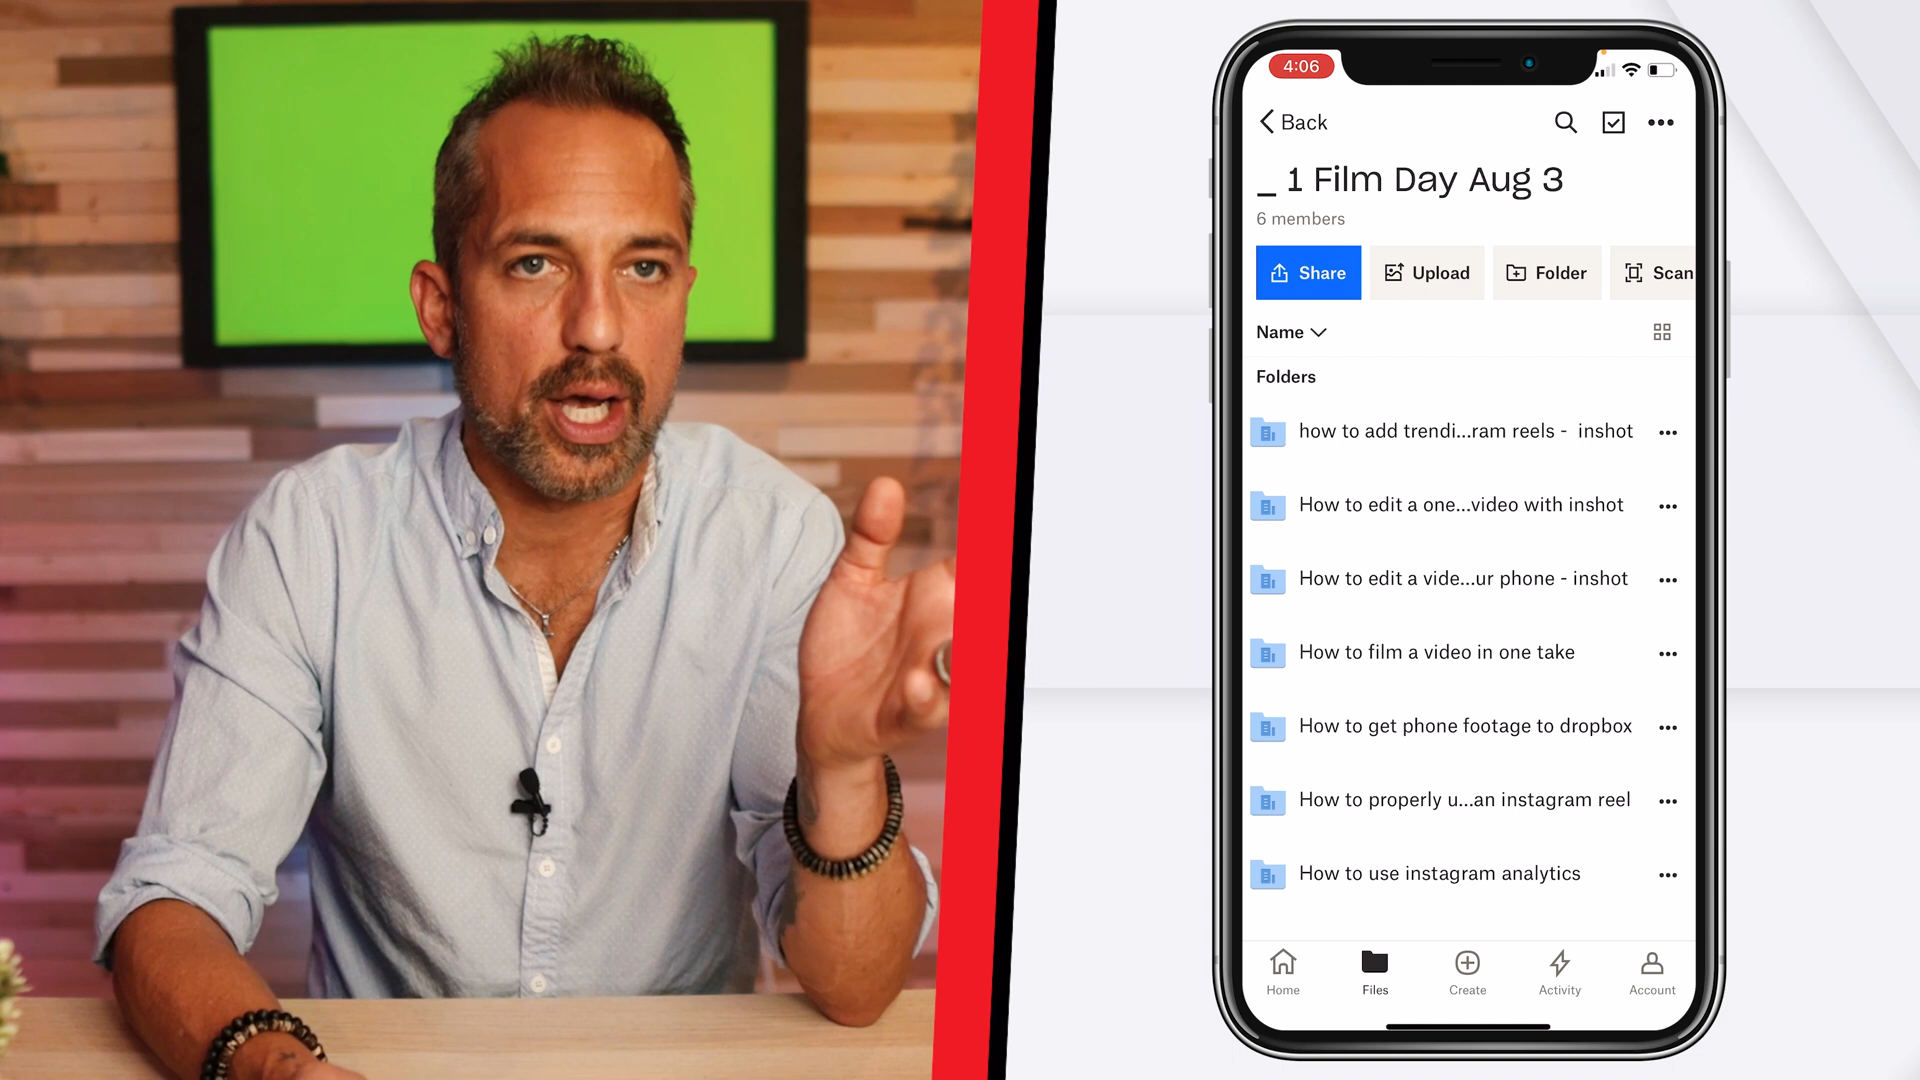 4:06
Back
_ 1 Film Day Aug 3
6 members
Share
Upload
Folder
Scan
Name
Folders
how to add trendi...ram reels - inshot
How to edit a one...video with inshot
How to edit a vide...ur phone - inshot
How to film a video in one take
How to get phone footage to dropbox
How to properly u...an instagram reel
How to use instagram analytics
Home
Files
Create
Activity
Account